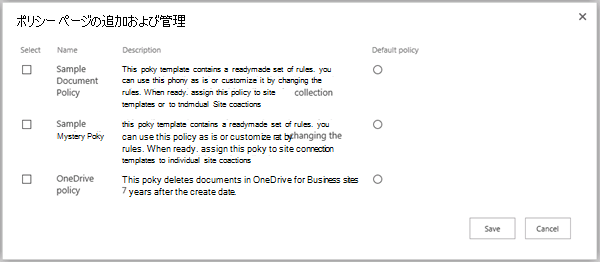 ポリシー ページの追加および管理
Select Name Description Default policy
Sample Document Policy
This poky template contains a readymade set of rules. you
can use this phony as is or customize it by changing the
rules. When ready. assign this policy to site collection
templates or to tndmdual Site coactions
Sample
Mystery Poky
this poky template contains a readymade set of rules. you
can use this policy as is or customize rat by changing the
rules. When ready. assign this poky to site connection
templates to individual site coactions
OneDrive
policy
This poky deletes documents in OneDrive for Business sites
7 years after the create date.
Save Cancel